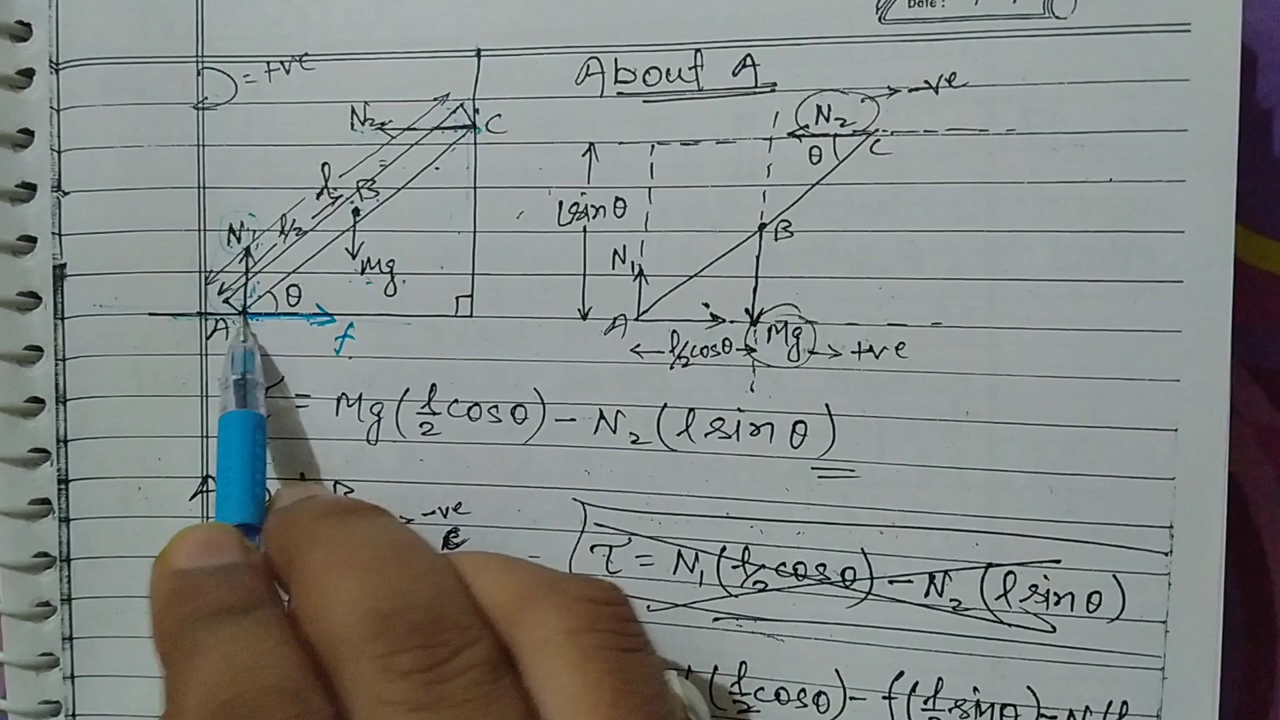 Date :
= +ve
About A
-ve
N₂
C
N₂
θ
C
l
B
l/2
lsinθ
B
N₁
N₁
Mg
θ
A
f
A
l/2 cosθ
Mg
+ve
= Mg(l/2 cosθ) - N₂(l sinθ)
-ve
τ = N₁(l/2 cosθ) - N₂(l sinθ)
(l/2 cosθ) - f(l/2 sinθ) -